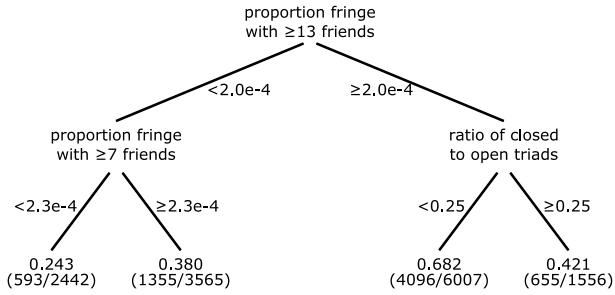 proportion fringe
with ≥13 friends
<2.0e-4
≥2.0e-4
proportion fringe
with ≥7 friends
ratio of closed
to open triads
<2.3e-4
≥2.3e-4
<0.25
≥0.25
0.243
(593/2442)
0.380
(1355/3565)
0.682
(4096/6007)
0.421
(655/1556)